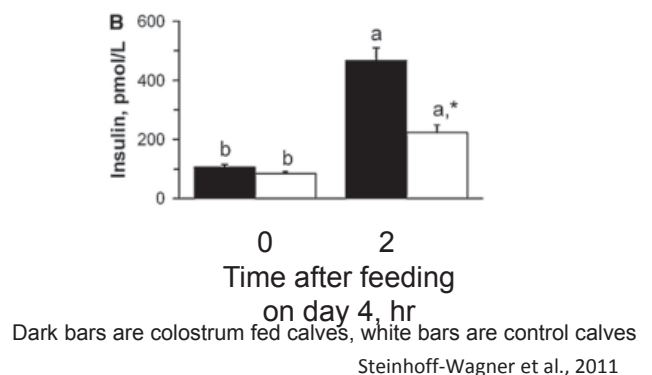 B
600
a
400
Insulin, pmol/L
a,*
200
b b
0
0 2
Time after feeding
on day 4, hr
Dark bars are colostrum fed calves, white bars are control calves
Steinhoff-Wagner et al., 2011